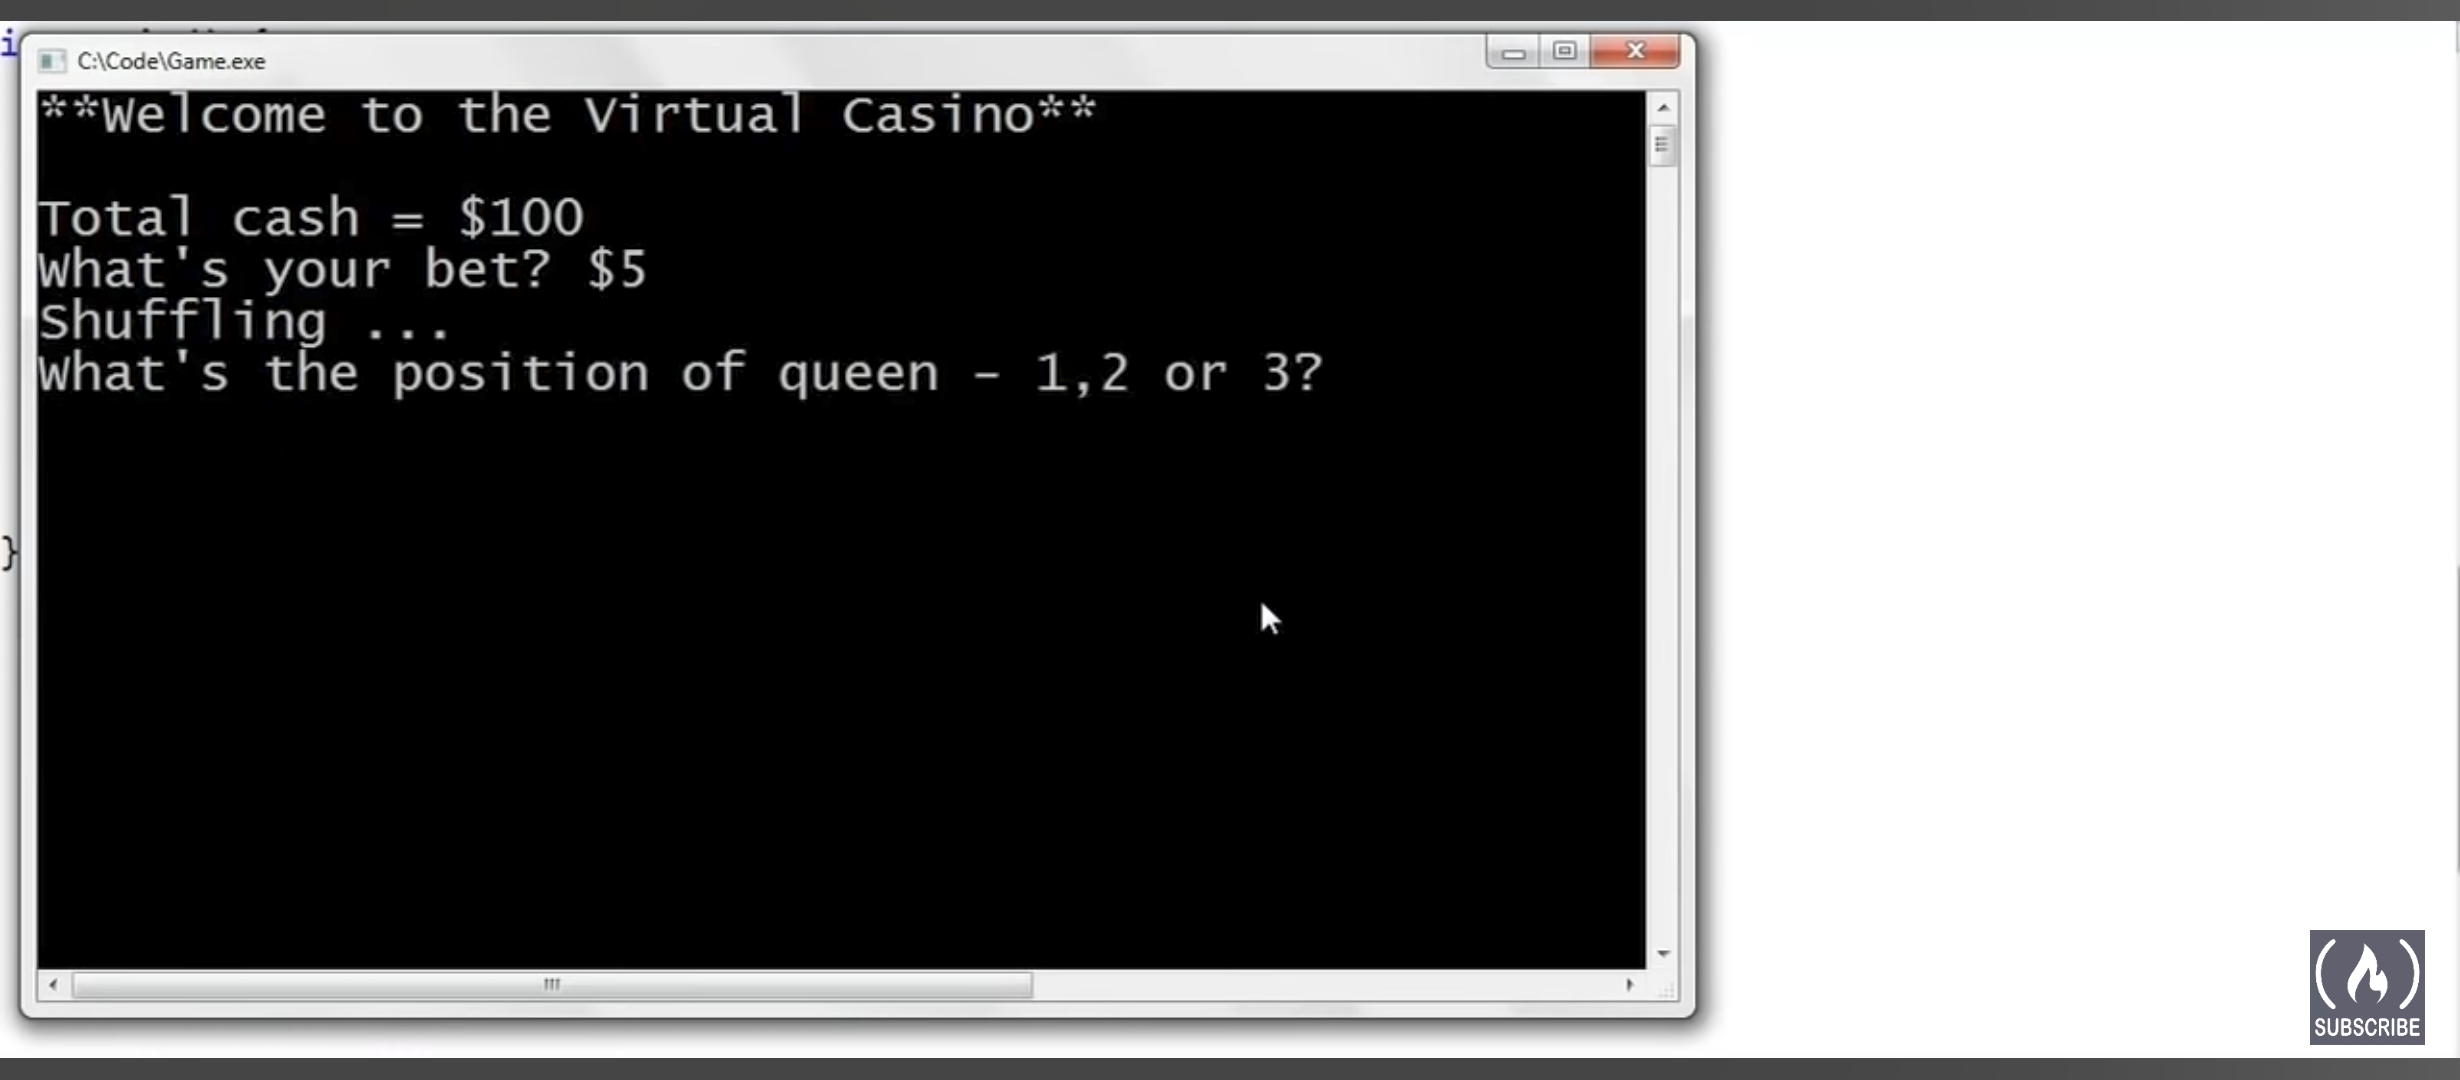 C:\Code\Game.exe
**Welcome to the Virtual Casino**
Total cash = $100
What's your bet? $5
Shuffling ...
What's the position of queen - 1,2 or 3?
}
SUBSCRIBE